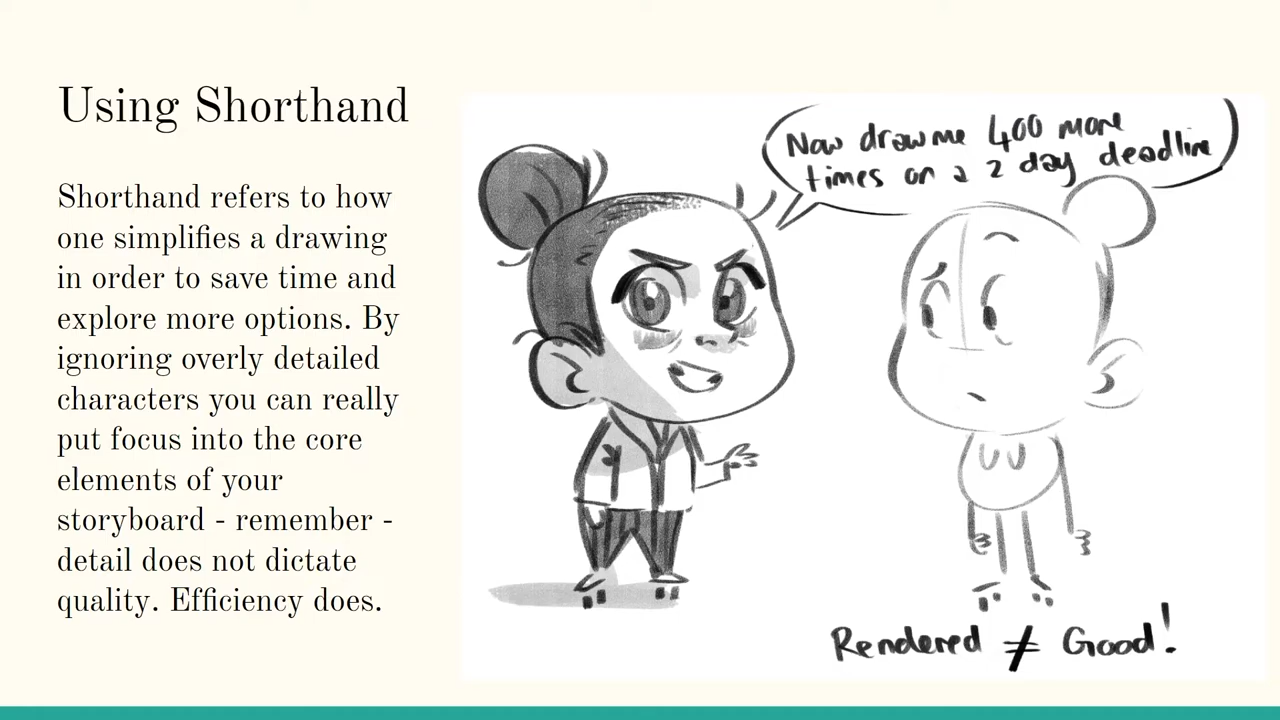 Using Shorthand
Shorthand refers to how
one simplifies a drawing
in order to save time and
explore more options. By
ignoring overly detailed
characters you can really
put focus into the core
elements of your
storyboard - remember -
detail does not dictate
quality. Efficiency does.
Now draw me 400 more
times on a 2 day deadline
Rendered ≠ Good!